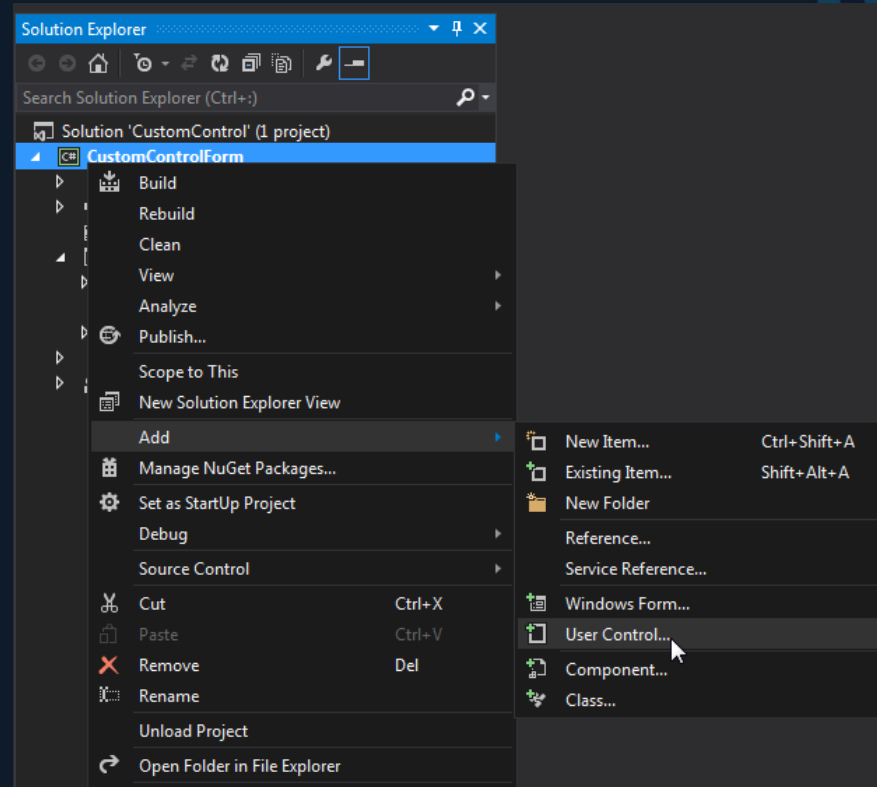 Solution Explorer
Search Solution Explorer (Ctrl+;)
Solution 'CustomControl' (1 project)
C# CustomControlForm
Build
Rebuild
Clean
View
Analyze
Publish...
Scope to This
New Solution Explorer View
Add
Manage NuGet Packages...
Set as StartUp Project
Debug
Source Control
Cut Ctrl+X
Paste Ctrl+V
Remove Del
Rename
Unload Project
Open Folder in File Explorer
New Item... Ctrl+Shift+A
Existing Item... Shift+Alt+A
New Folder
Reference...
Service Reference...
Windows Form...
User Control...
Component...
Class...